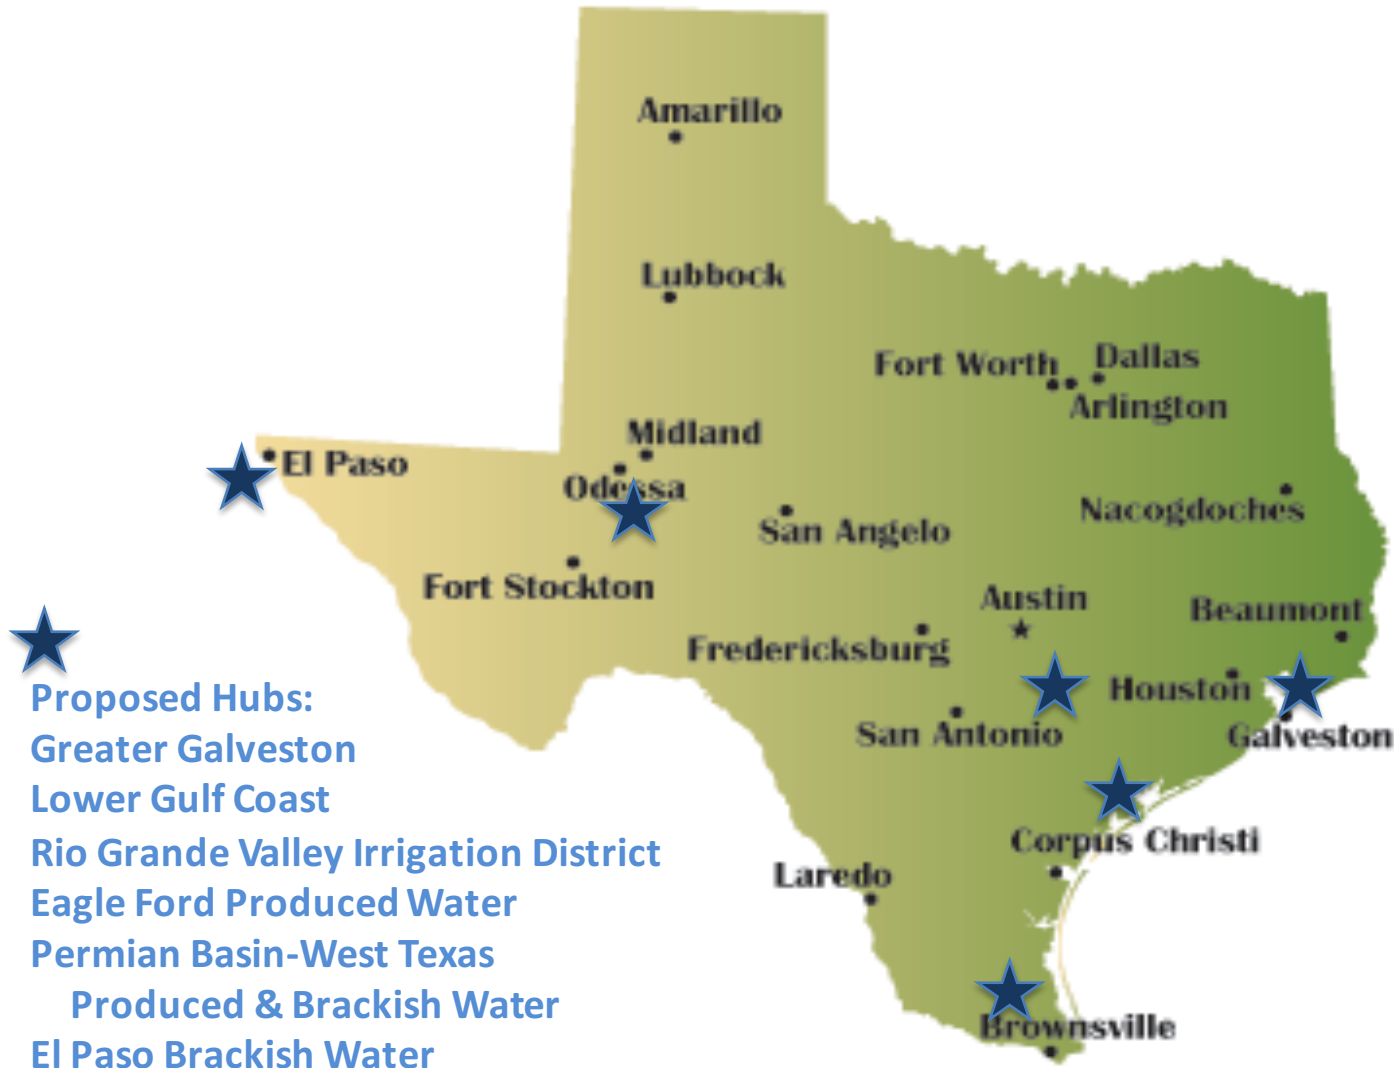 Amarillo
Lubbock
Fort Worth
Dallas
Arlington
Midland
El Paso
Odessa
Nacogdoches
San Angelo
Fort Stockton
Austin
Beaumont
Fredericksburg
Houston
San Antonio
Galveston
Corpus Christi
Laredo
Brownsville
Proposed Hubs:
Greater Galveston
Lower Gulf Coast
Rio Grande Valley Irrigation District
Eagle Ford Produced Water
Permian Basin-West Texas
Produced & Brackish Water
El Paso Brackish Water